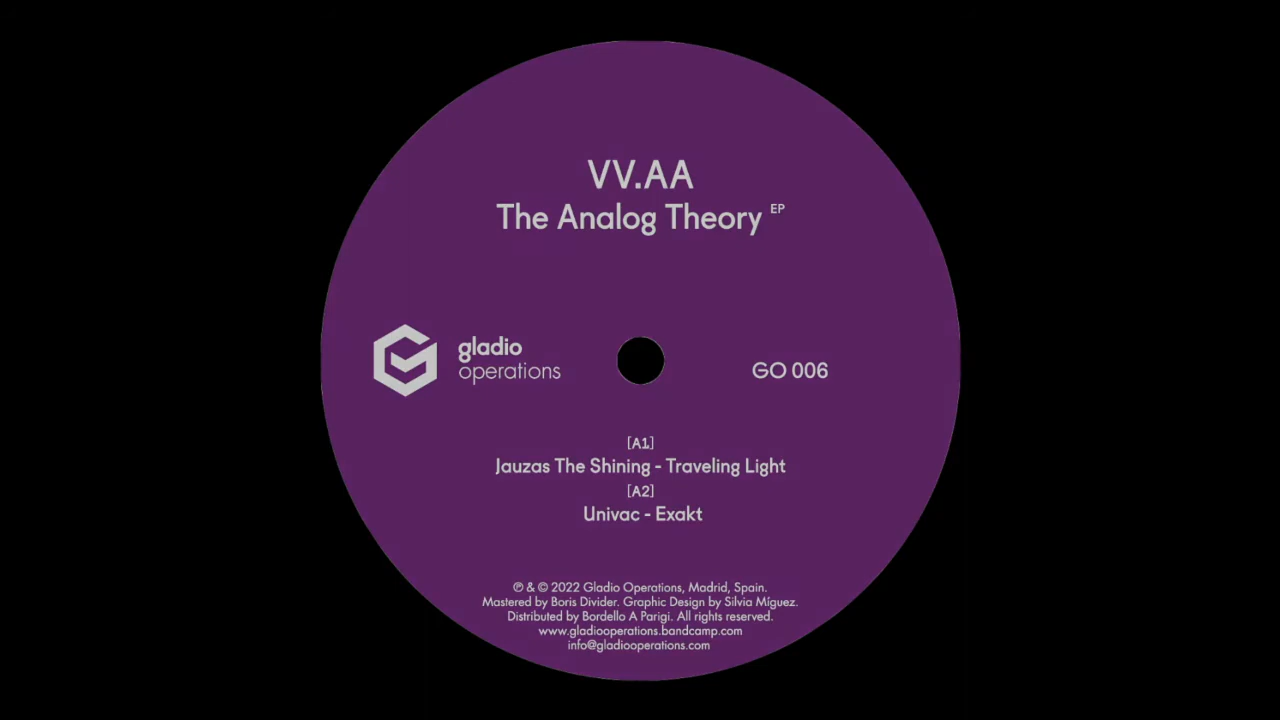 VV.AA
The Analog Theory EP
gladio
operations
GO 006
[A1]
Jauzas The Shining - Traveling Light
[A2]
Univac - Exakt
℗ & © 2022 Gladio Operations, Madrid, Spain.
Mastered by Boris Divider. Graphic Design by Silvia Míguez.
Distributed by Bordello A Parigi. All rights reserved.
www.gladiooperations.bandcamp.com
info@gladiooperations.com